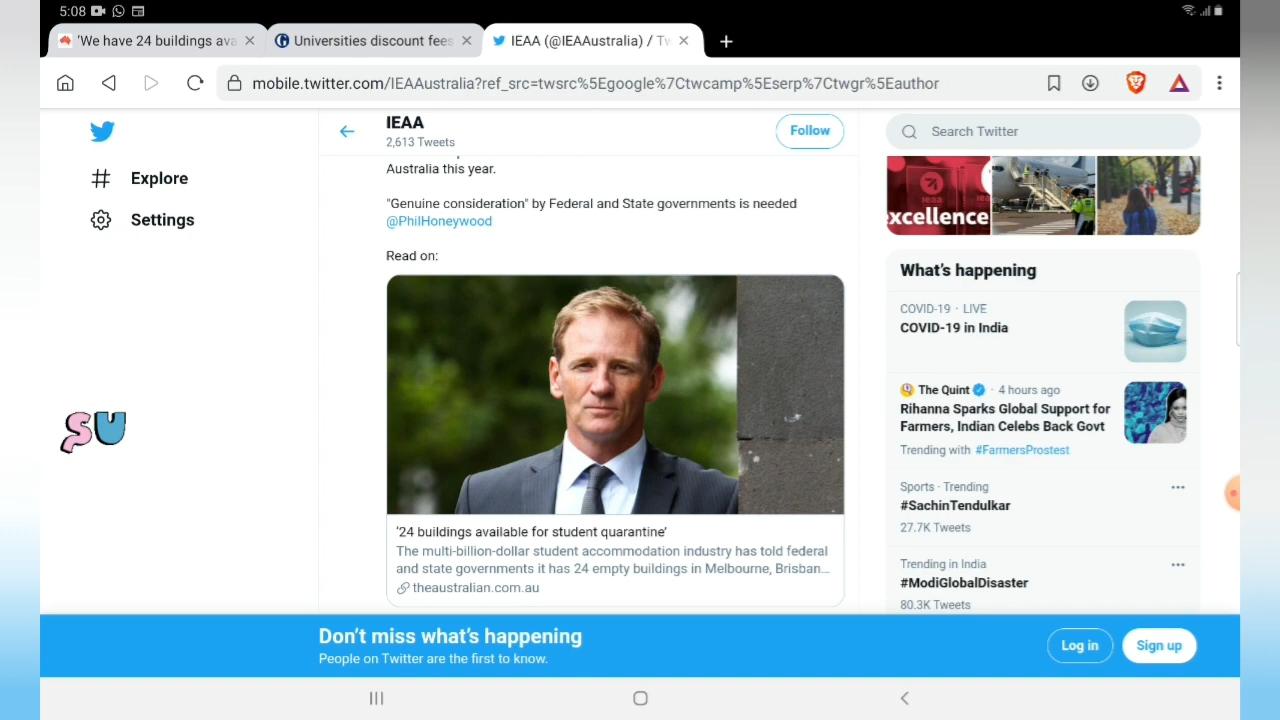 5:08
'We have 24 buildings ava
Universities discount fees
IEAA (@IEAAustralia) / Tw
mobile.twitter.com/IEAAustralia?ref_src=twsrc%5Egoogle%7Ctwcamp%5Eserp%7Ctwgr%5Eauthor
Explore
Settings
SU
IEAA
2,613 Tweets
Follow
Australia this year.
"Genuine consideration" by Federal and State governments is needed
@PhilHoneywood
Read on:
'24 buildings available for student quarantine'
The multi-billion-dollar student accommodation industry has told federal
and state governments it has 24 empty buildings in Melbourne, Brisban...
theaustralian.com.au
Search Twitter
ieaa
excellence
What's happening
COVID-19 · LIVE
COVID-19 in India
The Quint · 4 hours ago
Rihanna Sparks Global Support for
Farmers, Indian Celebs Back Govt
Trending with #FarmersProstest
Sports · Trending
#SachinTendulkar
27.7K Tweets
Trending in India
#ModiGlobalDisaster
80.3K Tweets
Don't miss what's happening
People on Twitter are the first to know.
Log in
Sign up